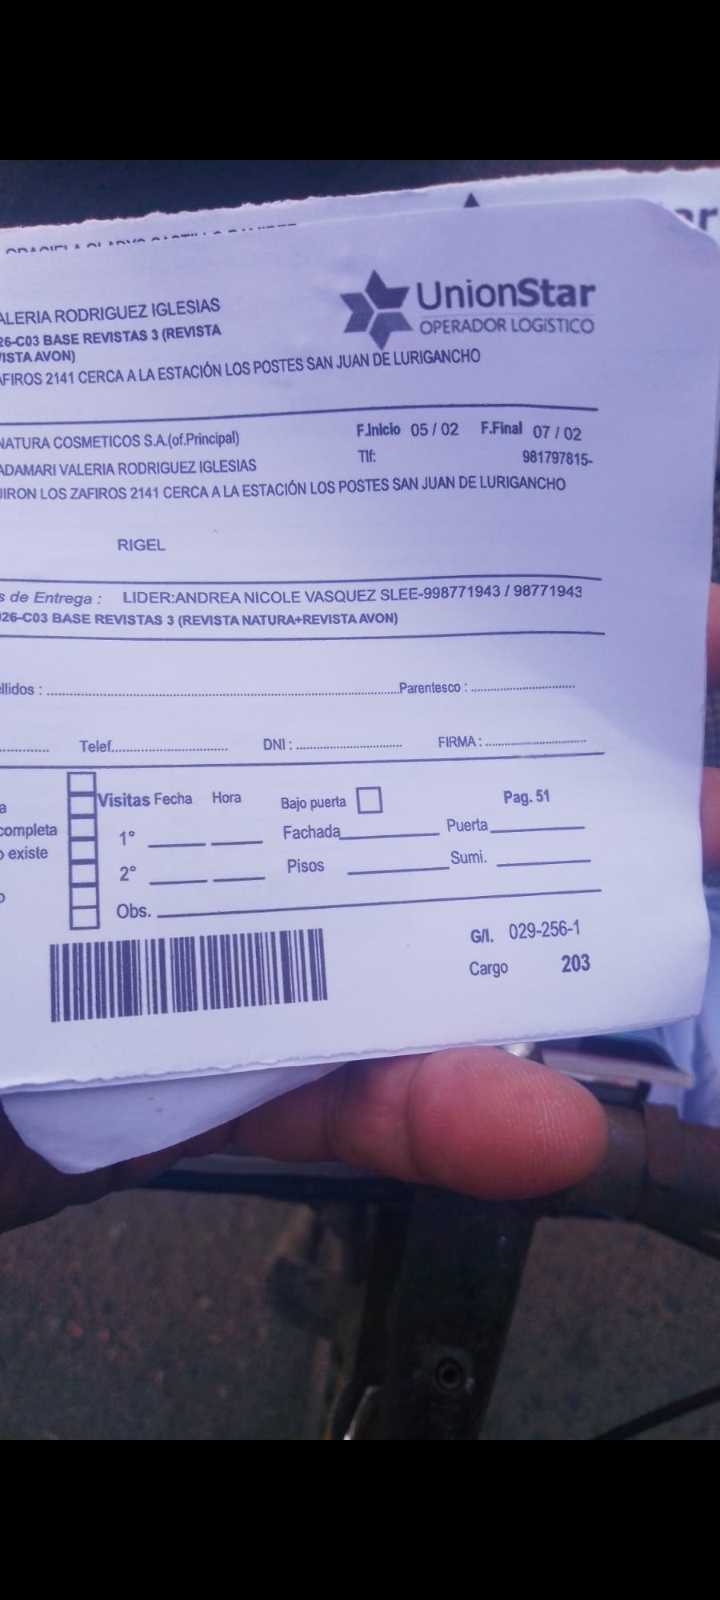 ALERIA RODRIGUEZ IGLESIAS
UnionStar
OPERADOR LOGÍSTICO
26-C03 BASE REVISTAS 3 (REVISTA
VISTA AVON)
AFIROS 2141 CERCA A LA ESTACIÓN LOS POSTES SAN JUAN DE LURIGANCHO
NATURA COSMETICOS S.A.(of.Principal)
F.Inicio 05 / 02 F.Final 07 / 02
ADAMARI VALERIA RODRIGUEZ IGLESIAS
Tlf: 981797815-
JIRON LOS ZAFIROS 2141 CERCA A LA ESTACIÓN LOS POSTES SAN JUAN DE LURIGANCHO
RIGEL
s de Entrega : LIDER:ANDREA NICOLE VASQUEZ SLEE-998771943 / 98771943
026-C03 BASE REVISTAS 3 (REVISTA NATURA+REVISTA AVON)
llidos : Parentesco :
Telef. DNI : FIRMA :
Visitas Fecha Hora Bajo puerta Pag. 51
a
completa 1° Fachada Puerta
o existe 2° Pisos Sumi.
o Obs.
G/I. 029-256-1
Cargo 203